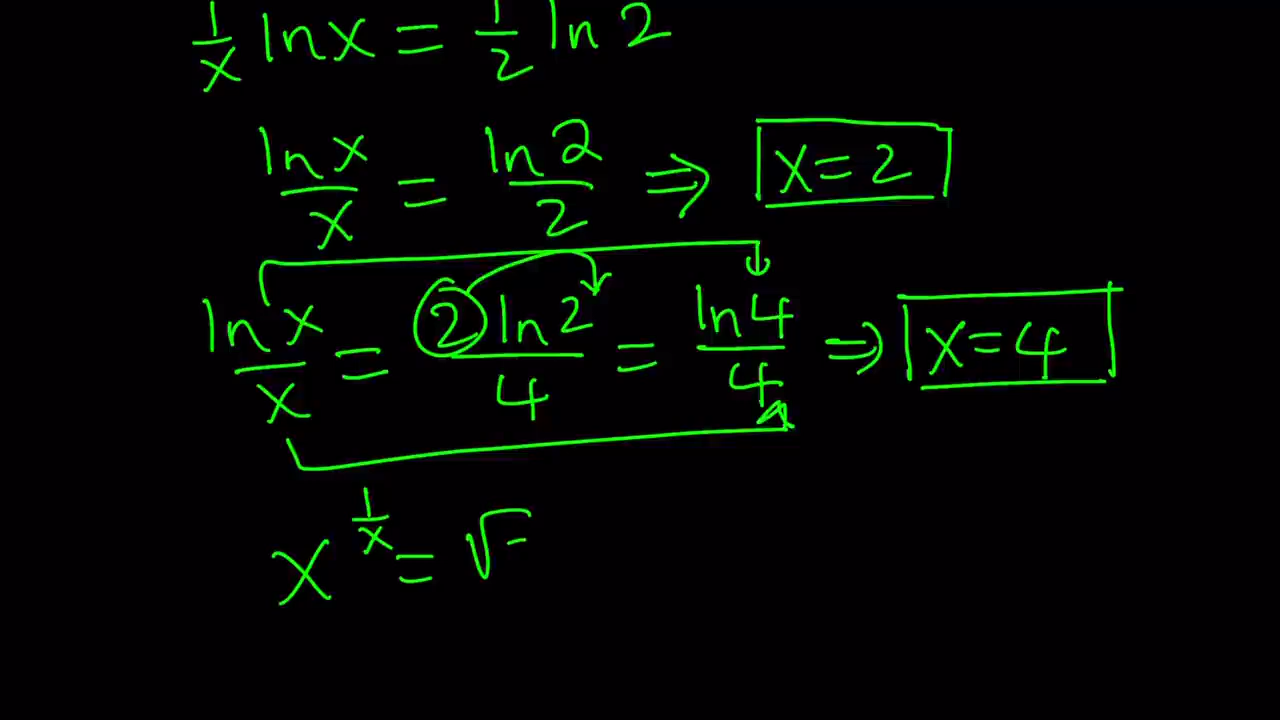 1/x ln x = 1/2 ln 2
ln x / x = ln 2 / 2 ⇒ x = 2
ln x / x = 2 ln 2 / 4 = ln 4 / 4 ⇒ x = 4
x^(1/x) = √